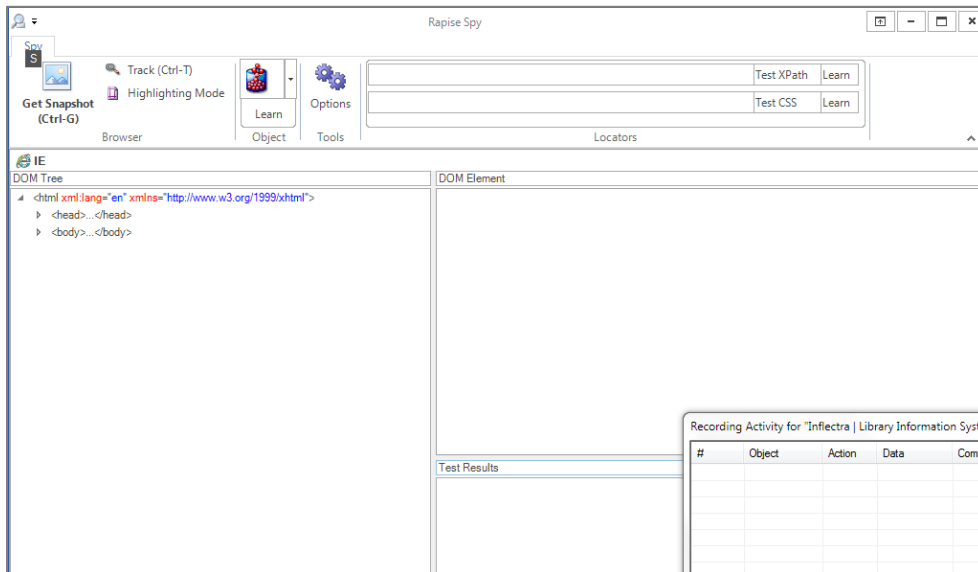 Rapise Spy
Spy
S
Get Snapshot
(Ctrl-G)
Track (Ctrl-T)
Highlighting Mode
Browser
Learn
Object
Options
Tools
Test XPath Learn
Test CSS Learn
Locators
IE
DOM Tree
<html xml:lang="en" xmlns="http://www.w3.org/1999/xhtml">
<head>...</head>
<body>...</body>
DOM Element
Test Results
Recording Activity for "Inflectra | Library Information Syst
# Object Action Data Com